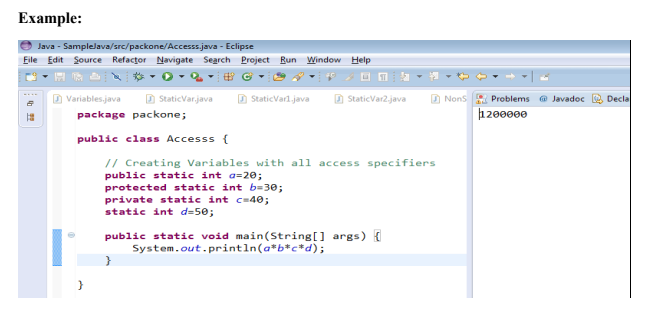 Example:
Java - SampleJava/src/packone/Accesss.java - Eclipse
File Edit Source Refactor Navigate Search Project Run Window Help
Variables.java StaticVar.java StaticVar1.java StaticVar2.java NonS Problems @ Javadoc Decla
1200000
package packone;
public class Accesss {
// Creating Variables with all access specifiers
public static int a=20;
protected static int b=30;
private static int c=40;
static int d=50;
public static void main(String[] args) {
System.out.println(a*b*c*d);
}
}